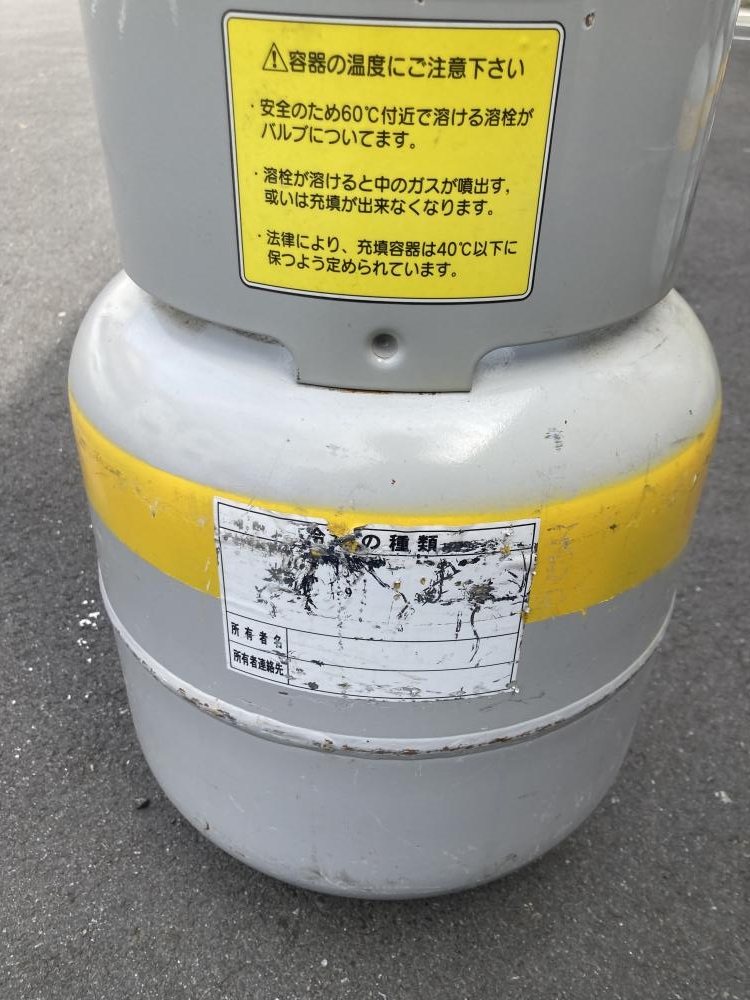 ⚠容器の温度にご注意下さい
・安全のため60℃付近で溶ける溶栓が
バルブについてます。
・溶栓が溶けると中のガスが噴出す,
或いは充填が出来なくなります。
・法律により、充填容器は40℃以下に
保つよう定められています。
の種類
所有者名
所有者連絡先